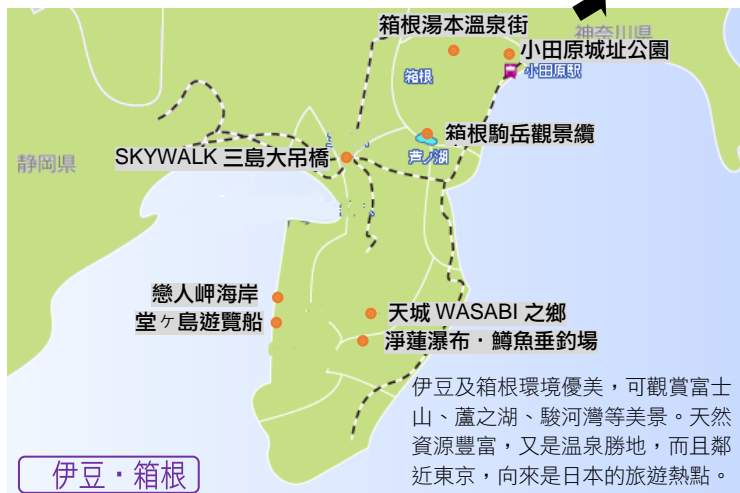 箱根湯本溫泉街
神奈川県
小田原城址公園
小田原駅
箱根
箱根駒岳觀景纜
芦ノ湖
SKYWALK 三島大吊橋
静岡県
戀人岬海岸
堂ヶ島遊覽船
天城 WASABI 之鄉
淨蓮瀑布・鱒魚垂釣場
伊豆及箱根環境優美，可觀賞富士
山、蘆之湖、駿河灣等美景。天然
資源豐富，又是温泉勝地，而且鄰
近東京，向來是日本的旅遊熱點。
伊豆・箱根